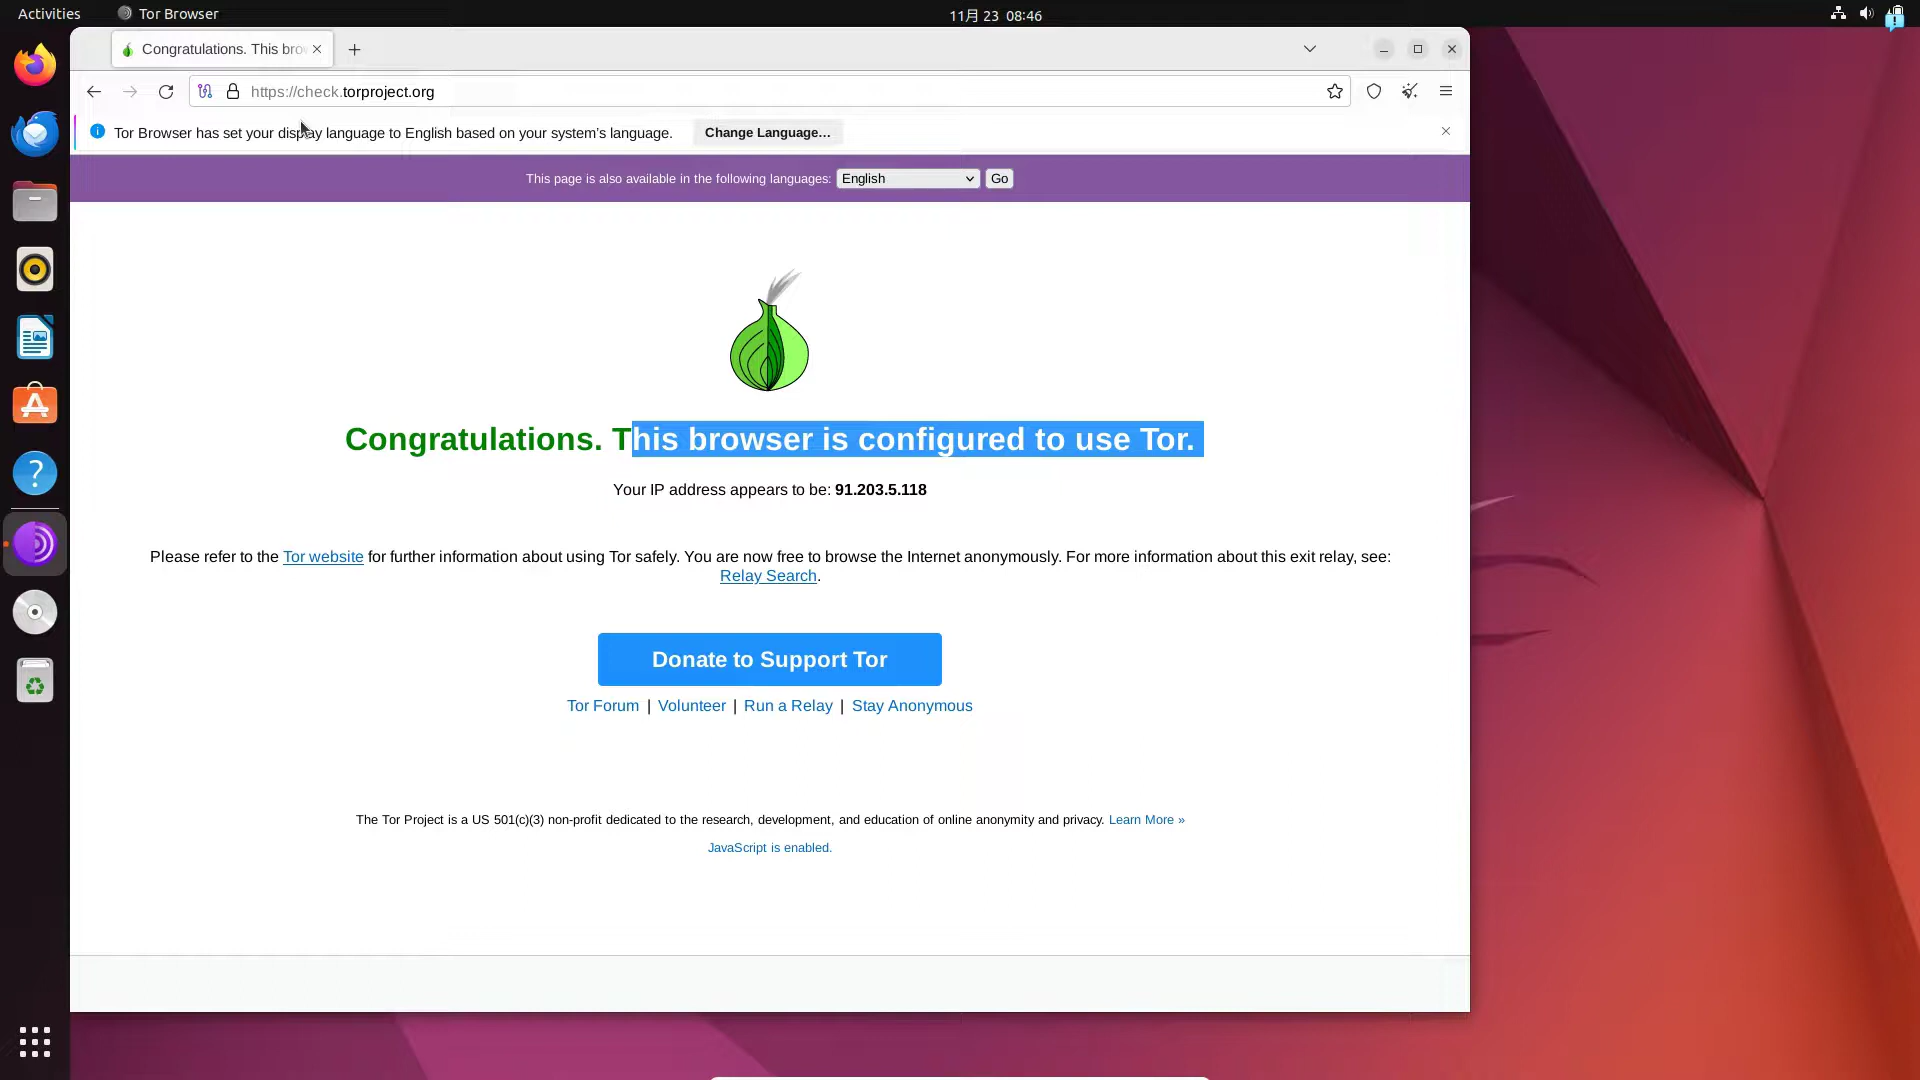 Activities
Tor Browser
11月 23 08:46
Congratulations. This brow
https://check.torproject.org
Tor Browser has set your display language to English based on your system’s language.
Change Language…
This page is also available in the following languages:
English
Go
Congratulations. This browser is configured to use Tor.
Your IP address appears to be: 91.203.5.118
Please refer to the Tor website for further information about using Tor safely. You are now free to browse the Internet anonymously. For more information about this exit relay, see:
Relay Search.
Donate to Support Tor
Tor Forum | Volunteer | Run a Relay | Stay Anonymous
The Tor Project is a US 501(c)(3) non-profit dedicated to the research, development, and education of online anonymity and privacy. Learn More »
JavaScript is enabled.